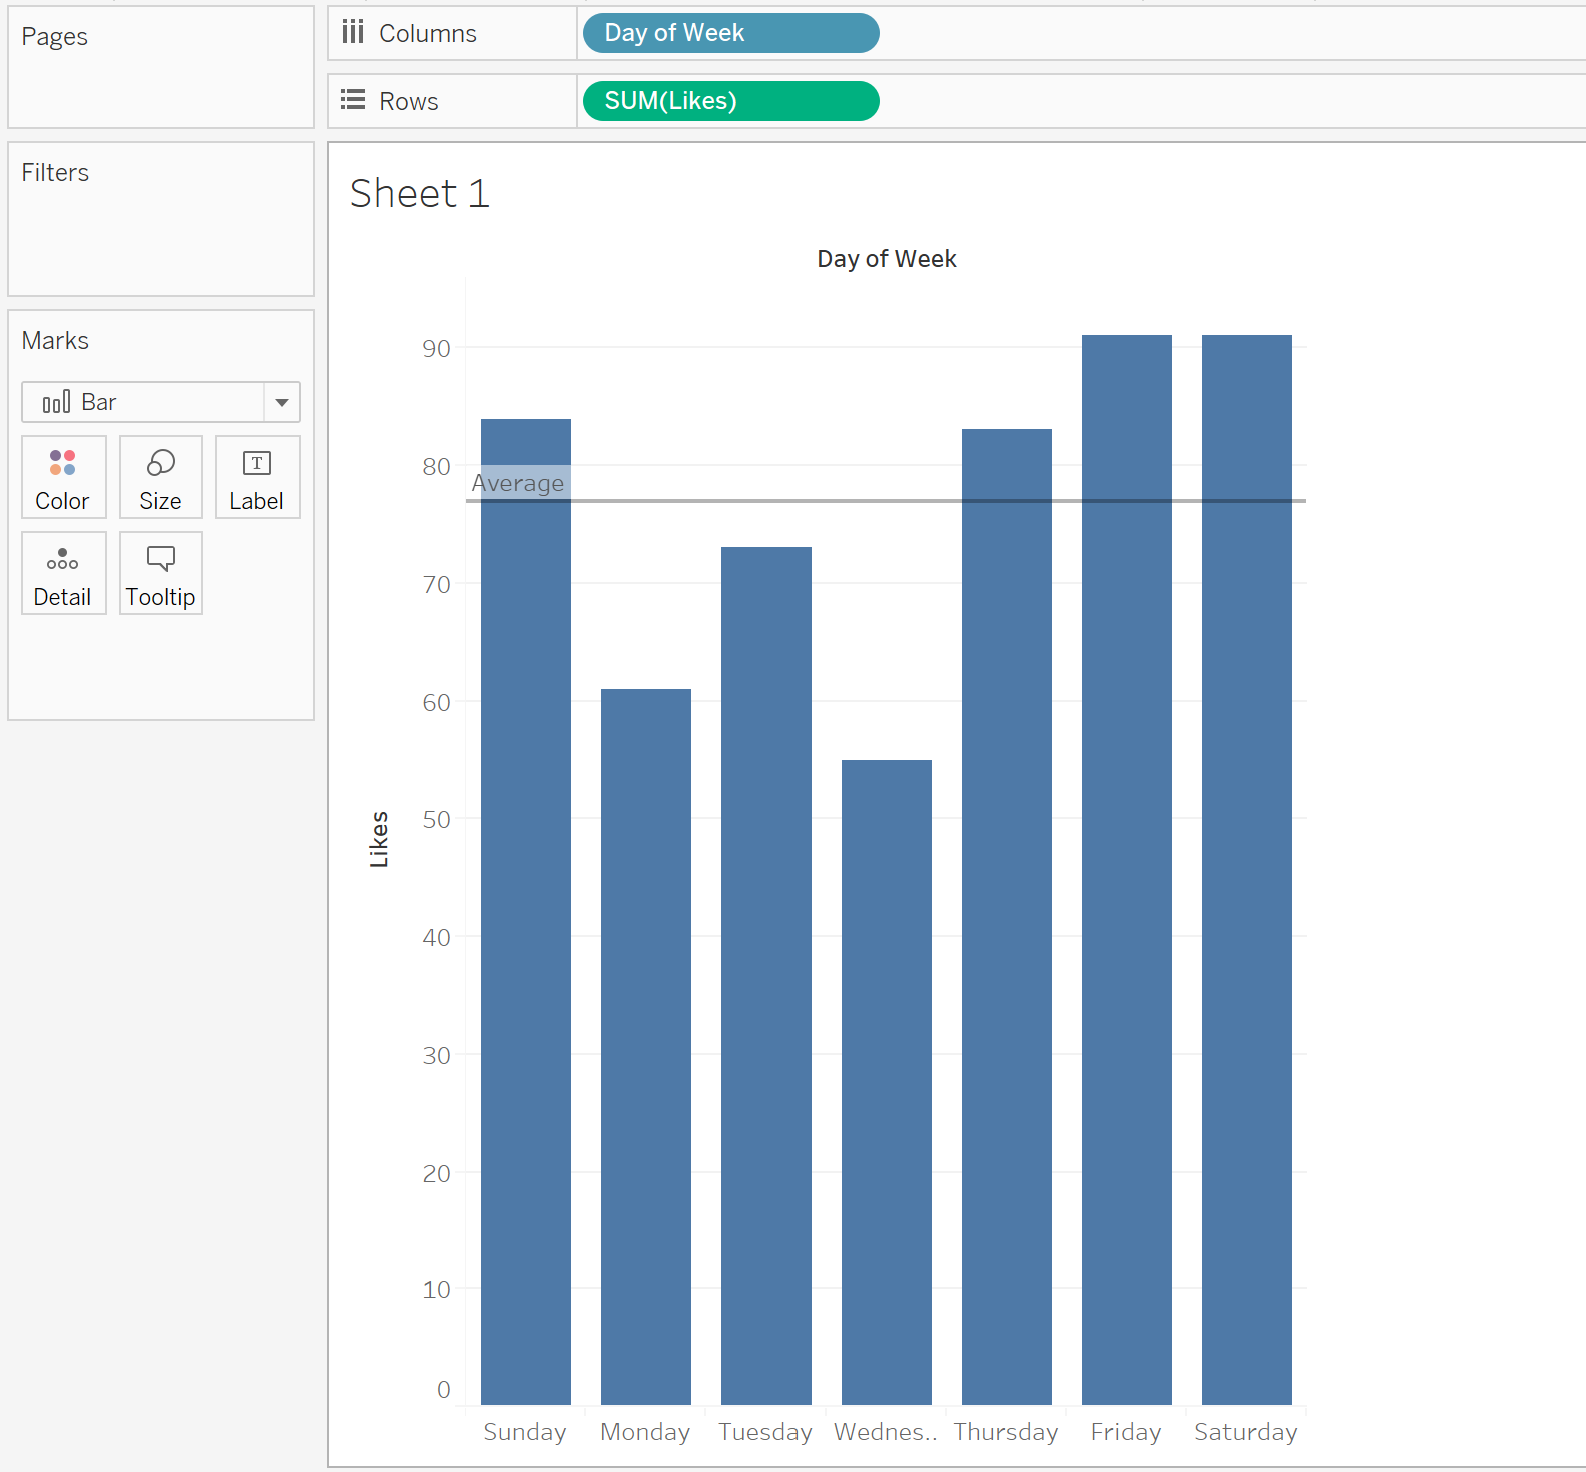 Pages
Columns
Day of Week
Rows
SUM(Likes)
Filters
Marks
Bar
Color
Size
T
Label
Detail
Tooltip
Sheet 1
Day of Week
Likes
90
80
70
60
50
40
30
20
10
0
Average
Sunday Monday Tuesday Wednes.. Thursday Friday Saturday